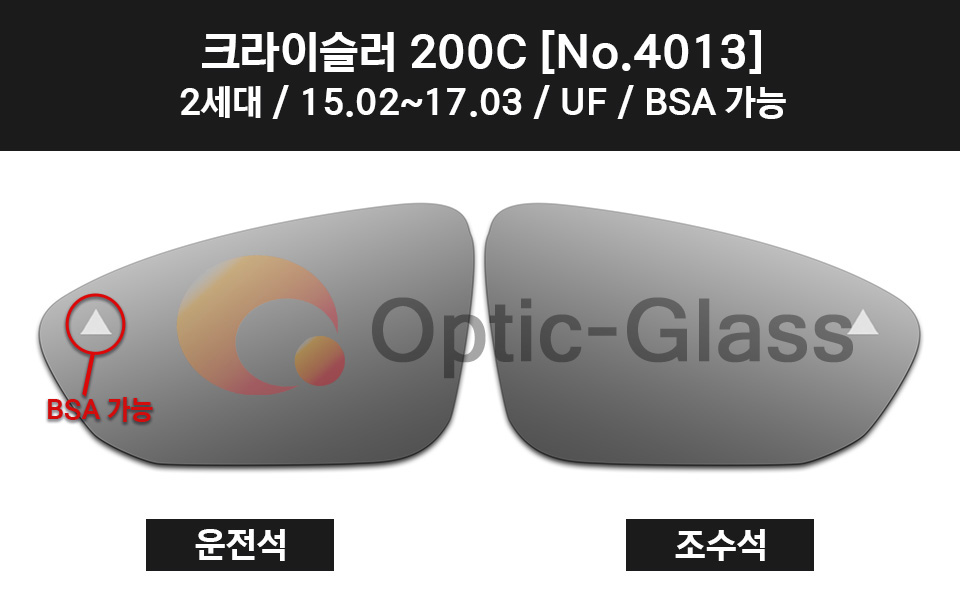 크라이슬러 200C [No.4013]
2세대 / 15.02~17.03 / UF / BSA 가능
Optic-Glass
BSA 가능
운전석
조수석